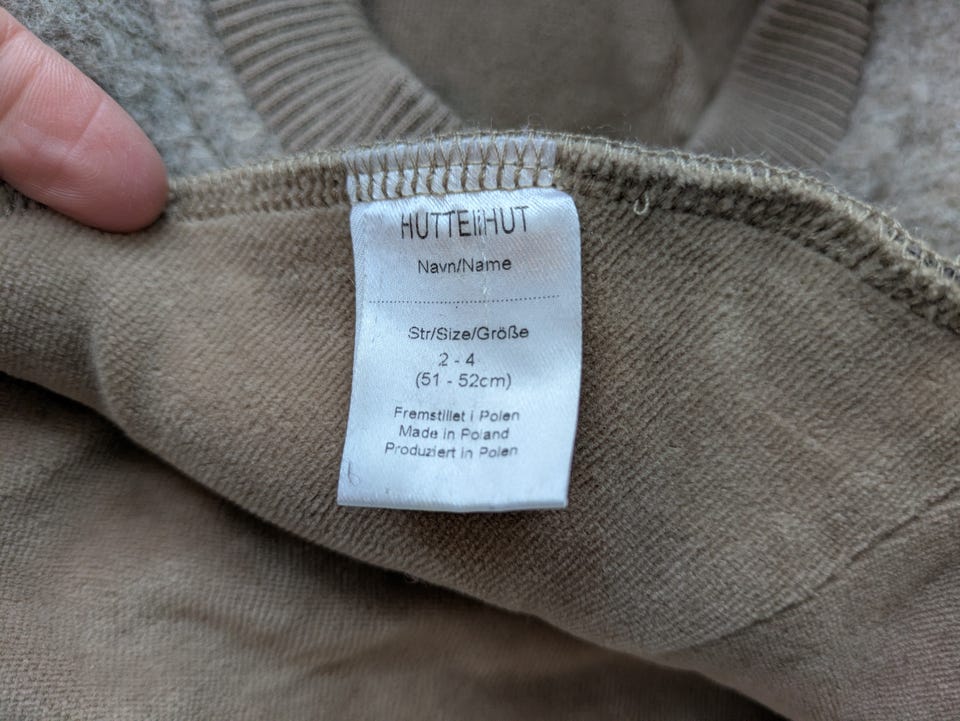 HUTTEliHUT
Navn/Name
Str/Size/Größe
2 - 4
(51 - 52cm)
Fremstillet i Polen
Made in Poland
Produziert in Polen